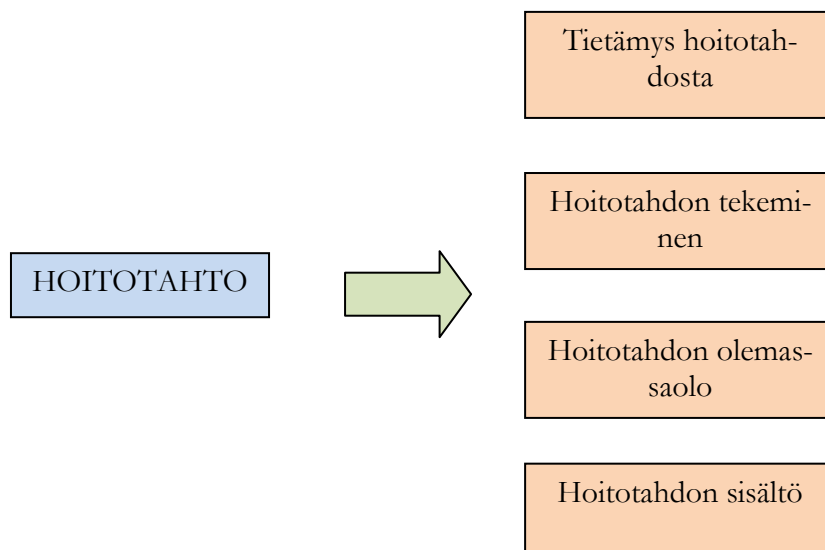 Tietämys hoitotah-
dosta
Hoitotahdon tekemi-
nen
HOITOTAHTO
Hoitotahdon olemas-
saolo
Hoitotahdon sisältö